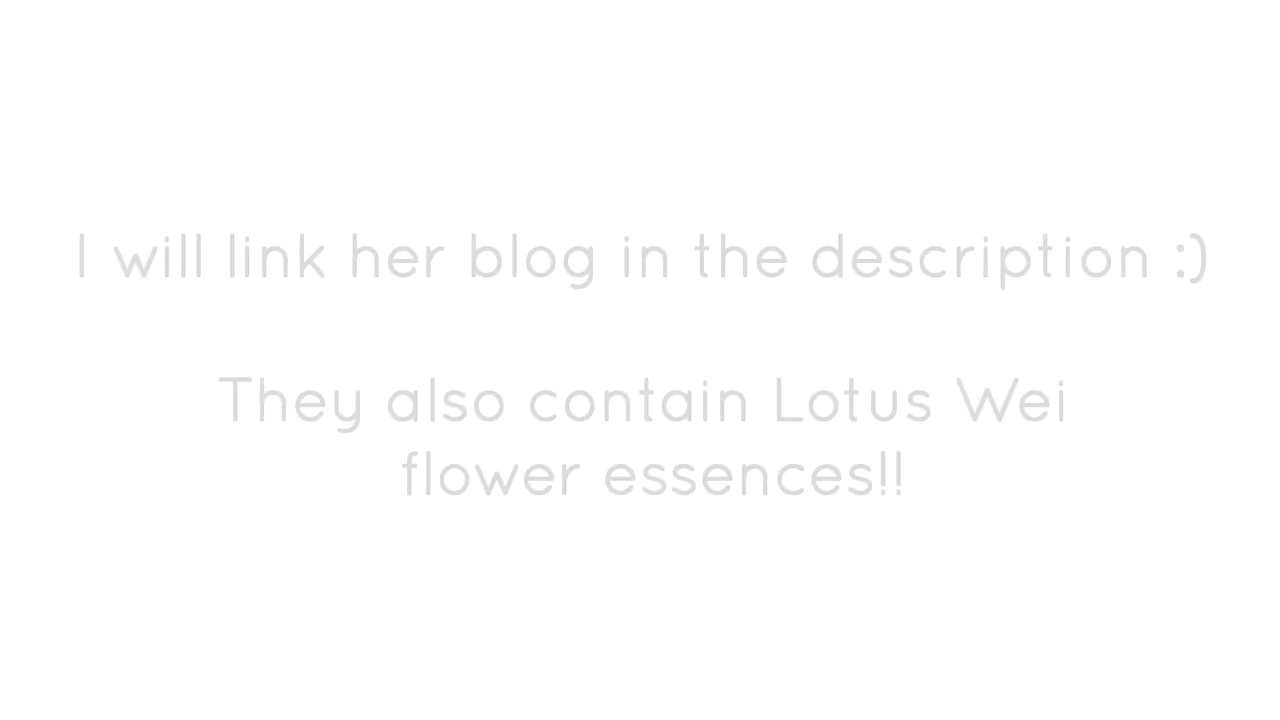 I will link her blog in the description :)
They also contain Lotus Wei
flower essences!!